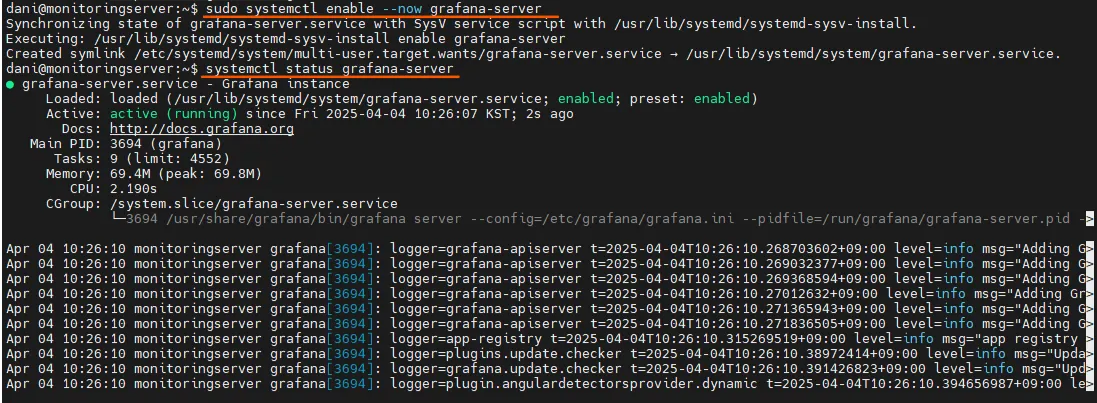 dani@monitoringserver:~$ sudo systemctl enable --now grafana-server
Synchronizing state of grafana-server.service with SysV service script with /usr/lib/systemd/systemd-sysv-install.
Executing: /usr/lib/systemd/systemd-sysv-install enable grafana-server
Created symlink /etc/systemd/system/multi-user.target.wants/grafana-server.service → /usr/lib/systemd/system/grafana-server.service.
dani@monitoringserver:~$ systemctl status grafana-server
● grafana-server.service - Grafana instance
     Loaded: loaded (/usr/lib/systemd/system/grafana-server.service; enabled; preset: enabled)
     Active: active (running) since Fri 2025-04-04 10:26:07 KST; 2s ago
       Docs: http://docs.grafana.org
   Main PID: 3694 (grafana)
      Tasks: 9 (limit: 4552)
     Memory: 69.4M (peak: 69.8M)
        CPU: 2.190s
     CGroup: /system.slice/grafana-server.service
             └─3694 /usr/share/grafana/bin/grafana server --config=/etc/grafana/grafana.ini --pidfile=/run/grafana/grafana-server.pid ->
Apr 04 10:26:10 monitoringserver grafana[3694]: logger=grafana-apiserver t=2025-04-04T10:26:10.268703602+09:00 level=info msg="Adding G>
Apr 04 10:26:10 monitoringserver grafana[3694]: logger=grafana-apiserver t=2025-04-04T10:26:10.269032377+09:00 level=info msg="Adding G>
Apr 04 10:26:10 monitoringserver grafana[3694]: logger=grafana-apiserver t=2025-04-04T10:26:10.269368594+09:00 level=info msg="Adding G>
Apr 04 10:26:10 monitoringserver grafana[3694]: logger=grafana-apiserver t=2025-04-04T10:26:10.27012632+09:00 level=info msg="Adding Gr>
Apr 04 10:26:10 monitoringserver grafana[3694]: logger=grafana-apiserver t=2025-04-04T10:26:10.271365943+09:00 level=info msg="Adding G>
Apr 04 10:26:10 monitoringserver grafana[3694]: logger=grafana-apiserver t=2025-04-04T10:26:10.271836505+09:00 level=info msg="Adding G>
Apr 04 10:26:10 monitoringserver grafana[3694]: logger=app-registry t=2025-04-04T10:26:10.315269519+09:00 level=info msg="app registry >
Apr 04 10:26:10 monitoringserver grafana[3694]: logger=plugins.update.checker t=2025-04-04T10:26:10.38972414+09:00 level=info msg="Upda>
Apr 04 10:26:10 monitoringserver grafana[3694]: logger=grafana.update.checker t=2025-04-04T10:26:10.391426823+09:00 level=info msg="Upd>
Apr 04 10:26:10 monitoringserver grafana[3694]: logger=plugin.angulardetectorsprovider.dynamic t=2025-04-04T10:26:10.394656987+09:00 le>